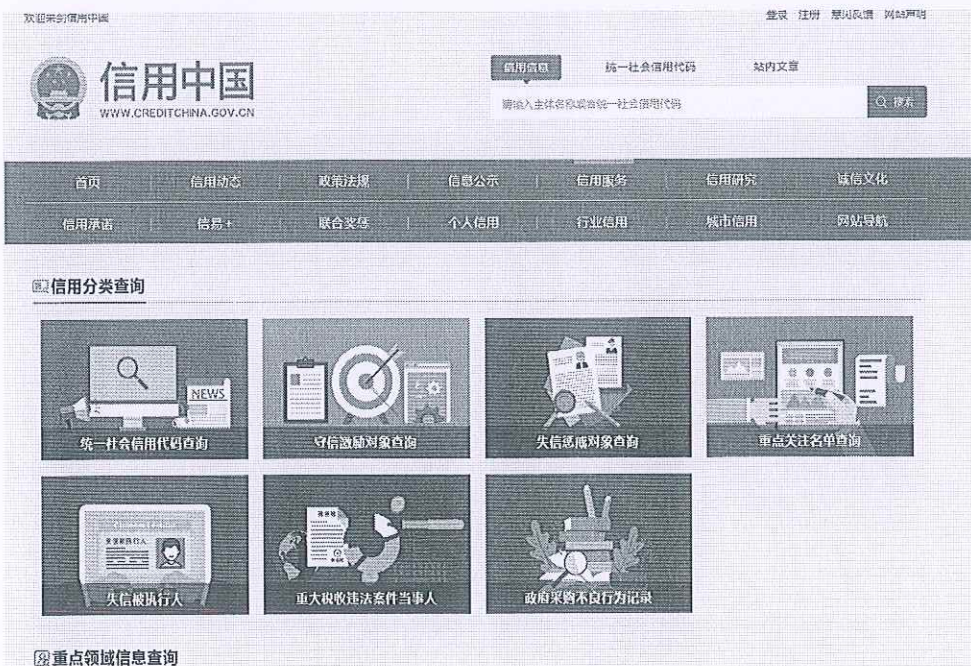 欢迎来到信用中国
登录 注册 意见反馈 网站声明
信用中国
WWW.CREDITCHINA.GOV.CN
信用信息 统一社会信用代码 站内文章
请输入主体名称或者统一社会信用代码 搜索
首页 信用动态 政策法规 信息公示 信用服务 信用研究 诚信文化
信用承诺 信易+ 联合奖惩 个人信用 行业信用 城市信用 网站导航
信用分类查询
NEWS
统一社会信用代码查询 守信激励对象查询 失信惩戒对象查询 重点关注名单查询
失信被执行人
失信被执行人 重大税收违法案件当事人 政府采购不良行为记录
重点领域信息查询